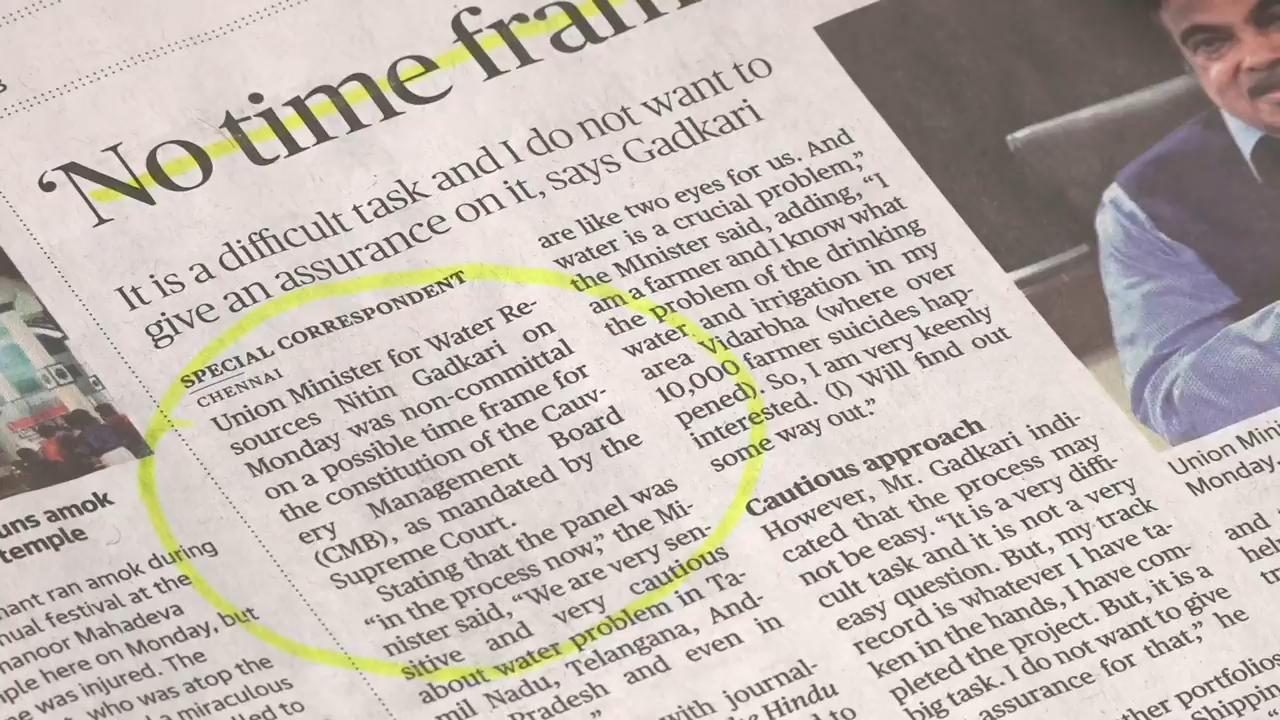 'No time fram
It is a difficult task and I do not want to
give an assurance on it, says Gadkari
SPECIAL CORRESPONDENT
CHENNAI
Union Minister for Water Re-
sources Nitin Gadkari on
Monday was non-committal
on a possible time frame for
the constitution of the Cauv-
ery Management Board
(CMB), as mandated by the
Supreme Court.
Stating that the panel was
“in the process now,” the Mi-
nister said, “We are very sen-
sitive and very cautious
about water problem in Ta-
mil Nadu, Telangana, And-
Pradesh and even in
with journal-
Hindu
to
are like two eyes for us. And
water is a crucial problem,”
the MInister said, adding, “I
am a farmer and I know what
the problem of the drinking
water, and irrigation in my
area Vidarbha (where over
10,000 farmer suicides hap-
pened). So, I am very keenly
interested. (I) Will find out
some way out.”
Cautious approach
However, Mr. Gadkari indi-
cated that the process may
not be easy. “It is a very diffi-
cult task and it is not a very
easy question. But, my track
record is whatever I have ta-
ken in the hands, I have com-
pleted the project. But, it is a
big task. I do not want to give
assurance for that,” he
her portfolios
Shipping
Union Mini
Monday,
and
help
uns amok
temple
hant ran amok during
nual festival at the
nanoor Mahadeva
ple here on Monday, but
e was injured. The
who was atop the
a miraculous
led to